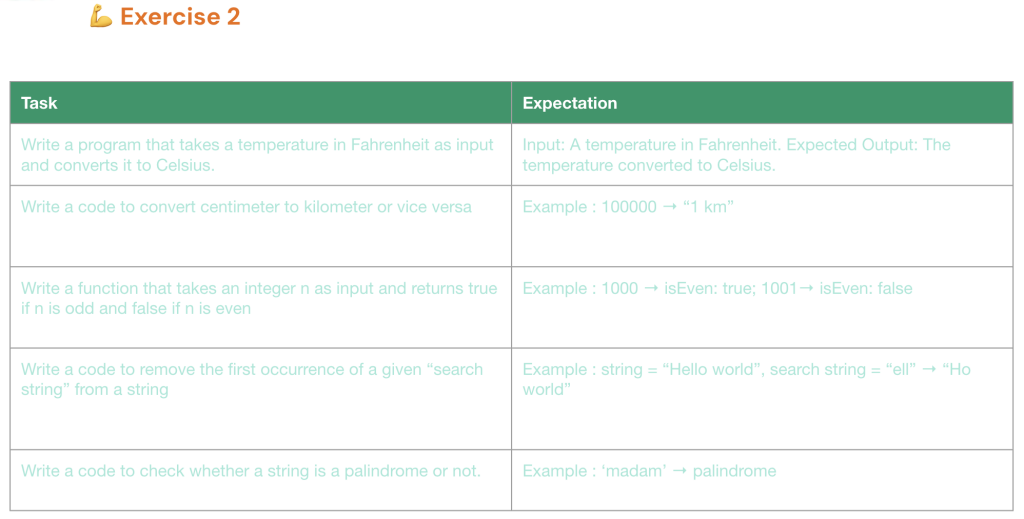 💪 Exercise 2
Task
Expectation
Write a program that takes a temperature in Fahrenheit as input
and converts it to Celsius.
Input: A temperature in Fahrenheit. Expected Output: The
temperature converted to Celsius.
Write a code to convert centimeter to kilometer or vice versa
Example : 100000 → “1 km”
Write a function that takes an integer n as input and returns true
if n is odd and false if n is even
Example : 1000 → isEven: true; 1001→ isEven: false
Write a code to remove the first occurrence of a given “search
string” from a string
Example : string = “Hello world”, search string = “ell” → “Ho
world”
Write a code to check whether a string is a palindrome or not.
Example : ‘madam’ → palindrome